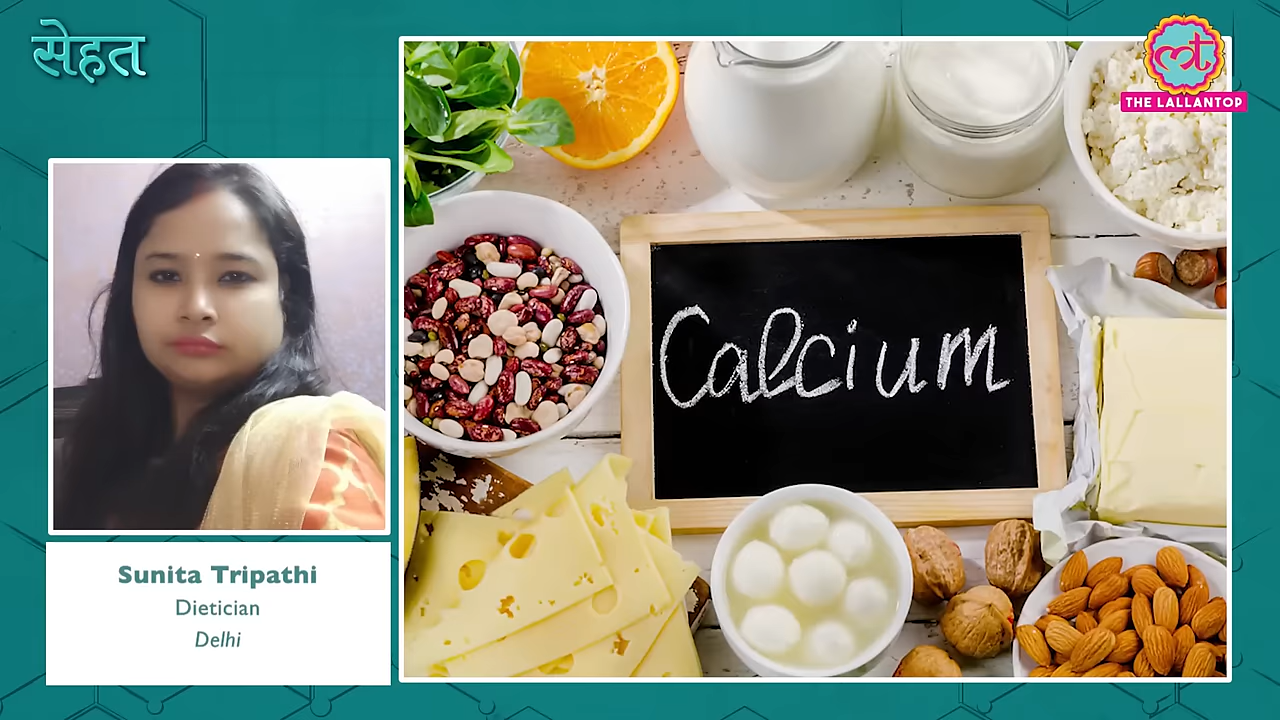 सेहत
THE LALLANTOP
Calcium
Sunita Tripathi
Dietician
Delhi